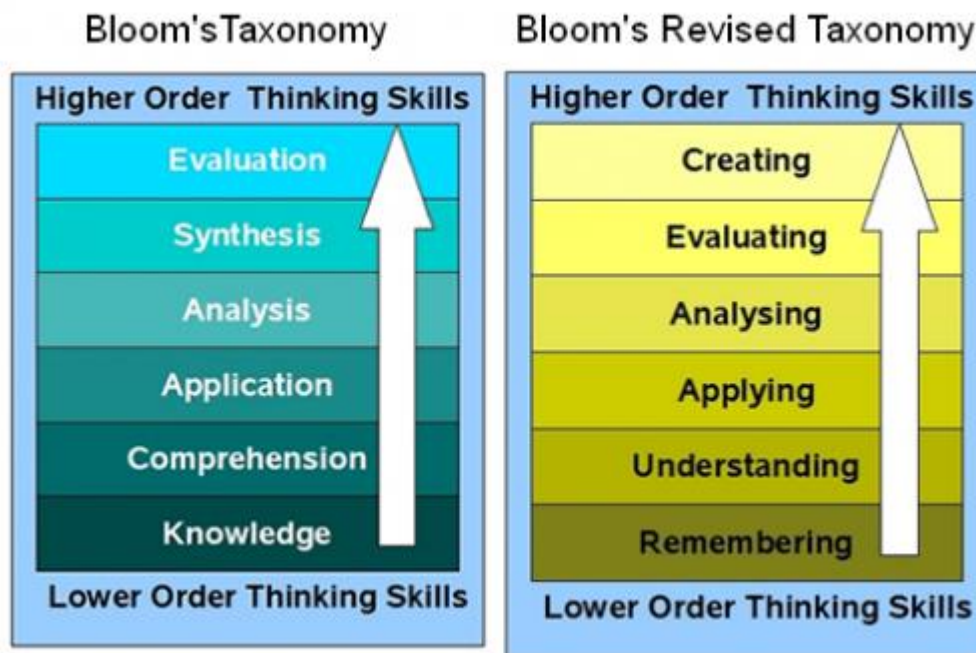 Bloom'sTaxonomy
Higher Order Thinking Skills
Evaluation
Synthesis
Analysis
Application
Comprehension
Knowledge
Lower Order Thinking Skills
Bloom's Revised Taxonomy
Higher Order Thinking Skills
Creating
Evaluating
Analysing
Applying
Understanding
Remembering
Lower Order Thinking Skills